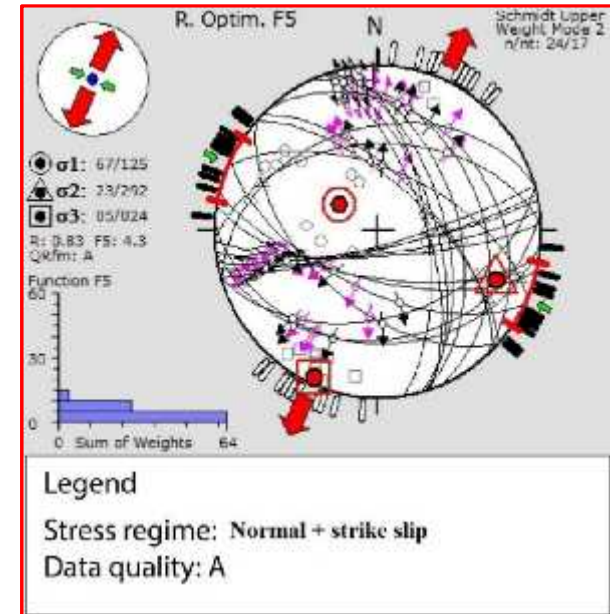 R. Optim. F5
N
Schmidt Upper
Weight Mode 2
n/nt: 24/17
σ1: 67/125
σ2: 23/292
σ3: 05/024
R: 0.83 F5: 4.3
QRfm: A
Function F5
60
30
0
0 Sum of Weights 64
Legend
Stress regime: Normal + strike slip
Data quality: A